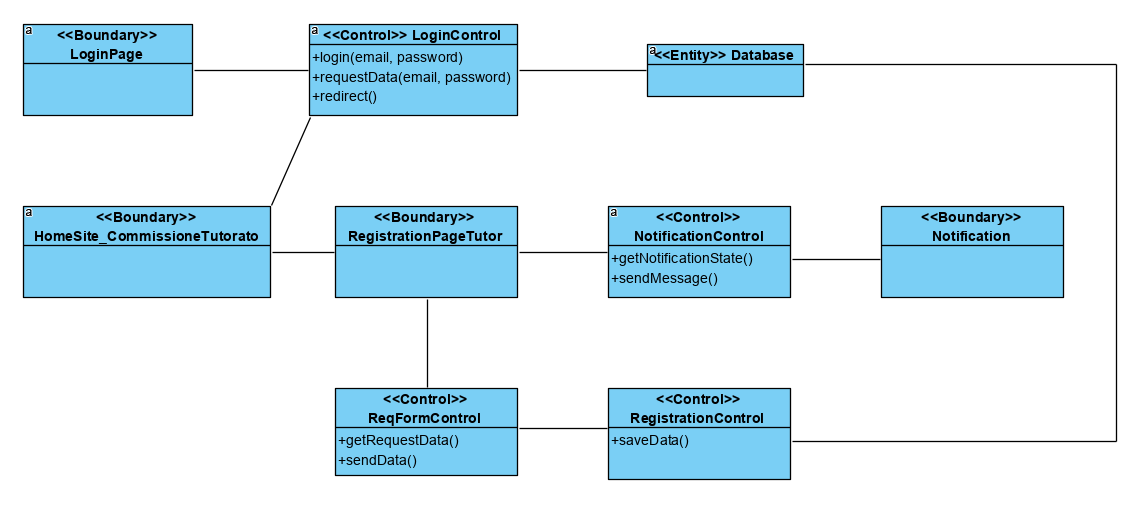 a
<<Boundary>>
LoginPage
a
<<Control>> LoginControl
+login(email, password)
+requestData(email, password)
+redirect()
a
<<Entity>> Database
a
<<Boundary>>
HomeSite_CommissioneTutorato
<<Boundary>>
RegistrationPageTutor
a
<<Control>>
NotificationControl
+getNotificationState()
+sendMessage()
<<Boundary>>
Notification
<<Control>>
ReqFormControl
+getRequestData()
+sendData()
<<Control>>
RegistrationControl
+saveData()